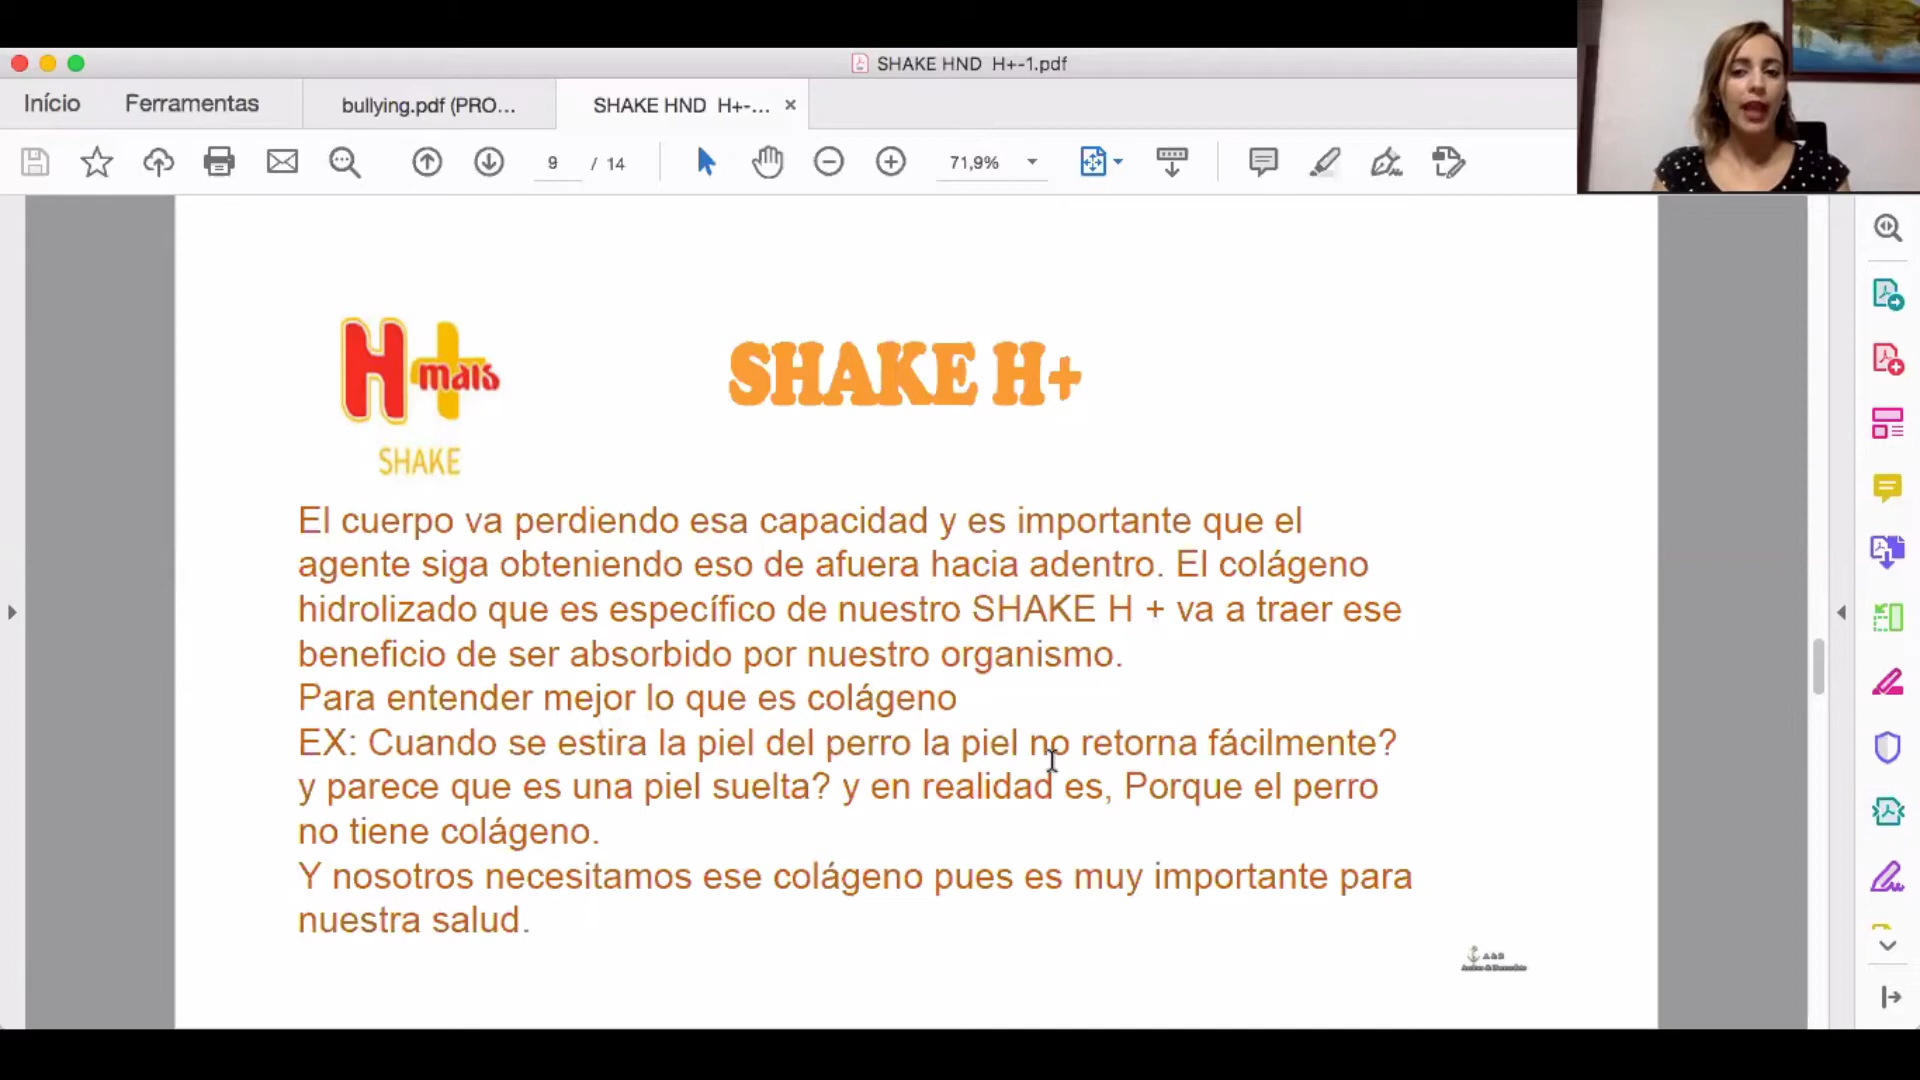 SHAKE HND H+-1.pdf
Início
Ferramentas
bullying.pdf (PRO...
SHAKE HND H+-...
9 / 14
71,9%
H+ mais
SHAKE
SHAKE H+
El cuerpo va perdiendo esa capacidad y es importante que el
agente siga obteniendo eso de afuera hacia adentro. El colágeno
hidrolizado que es específico de nuestro SHAKE H + va a traer ese
beneficio de ser absorbido por nuestro organismo.
Para entender mejor lo que es colágeno
EX: Cuando se estira la piel del perro la piel no retorna fácilmente?
y parece que es una piel suelta? y en realidad es, Porque el perro
no tiene colágeno.
Y nosotros necesitamos ese colágeno pues es muy importante para
nuestra salud.